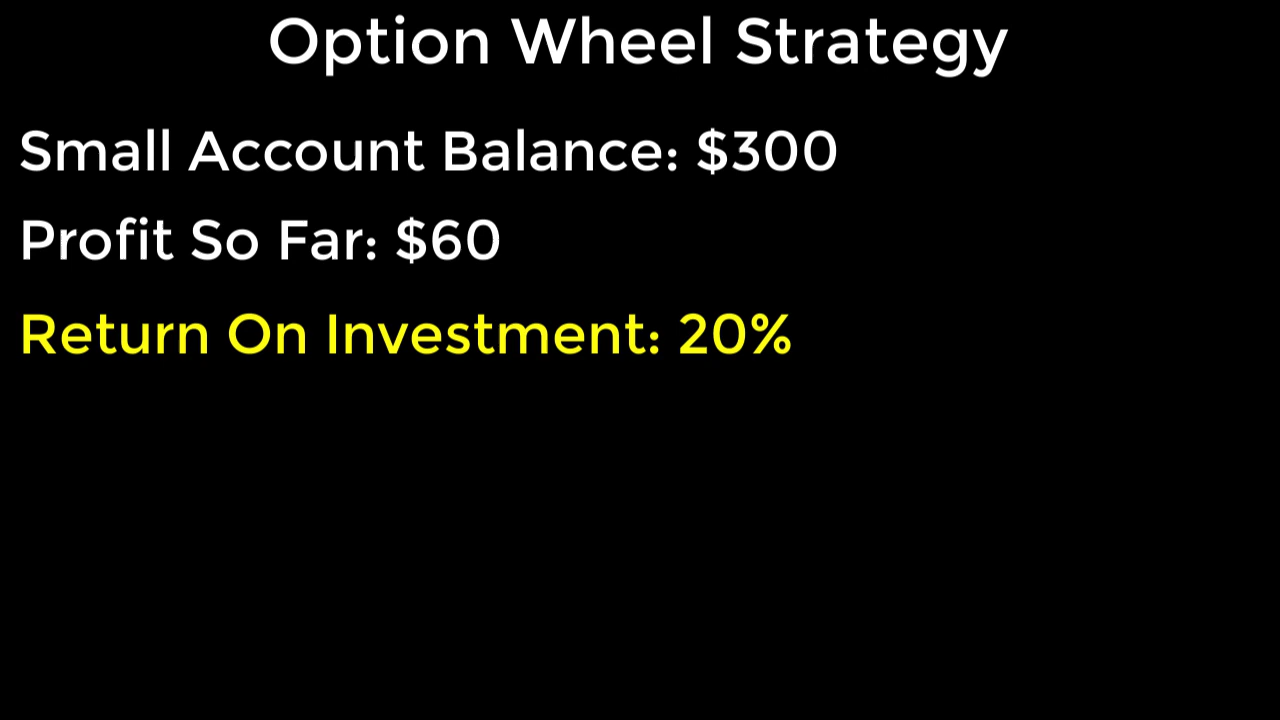 Option Wheel Strategy
Small Account Balance: $300
Profit So Far: $60
Return On Investment: 20%